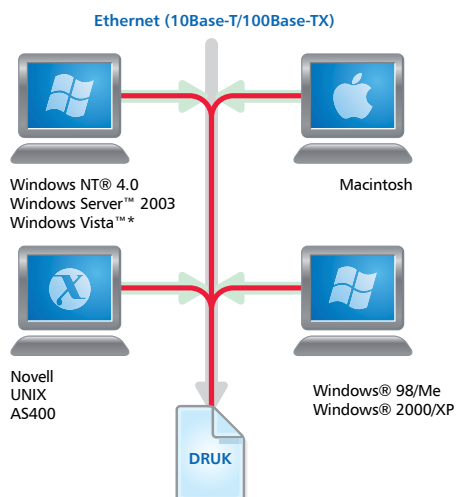 Ethernet (10Base-T/100Base-TX)
Windows NT® 4.0
Windows Server™ 2003
Windows Vista™*
Macintosh
Novell
UNIX
AS400
Windows® 98/Me
Windows® 2000/XP
DRUK